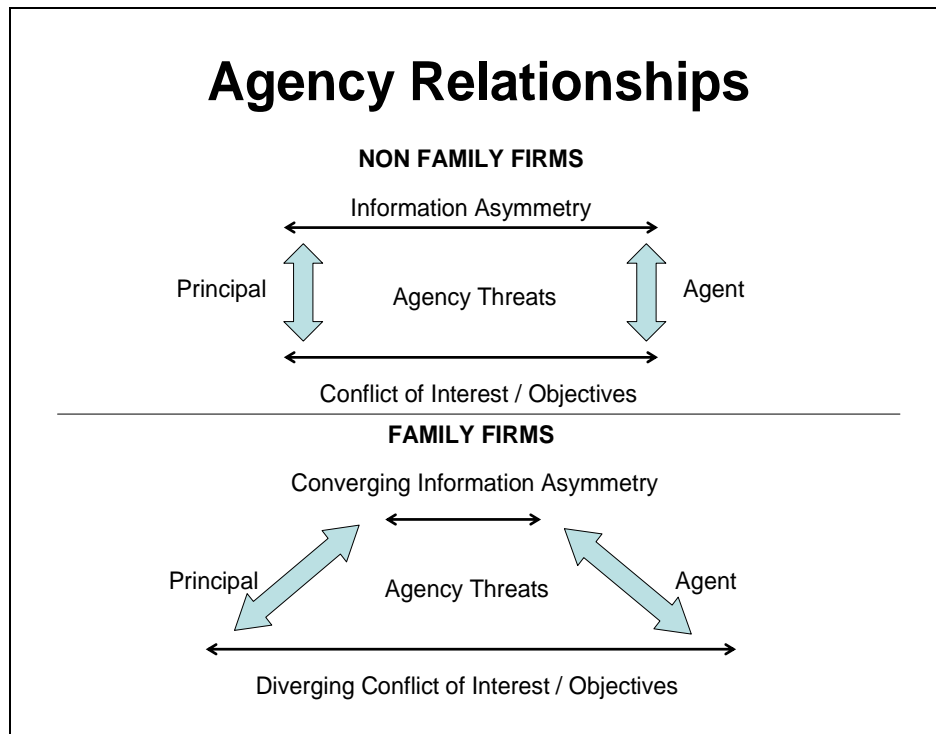 Agency Relationships
NON FAMILY FIRMS
Information Asymmetry
Principal
Agency Threats
Agent
Conflict of Interest / Objectives
FAMILY FIRMS
Converging Information Asymmetry
Principal
Agency Threats
Agent
Diverging Conflict of Interest / Objectives